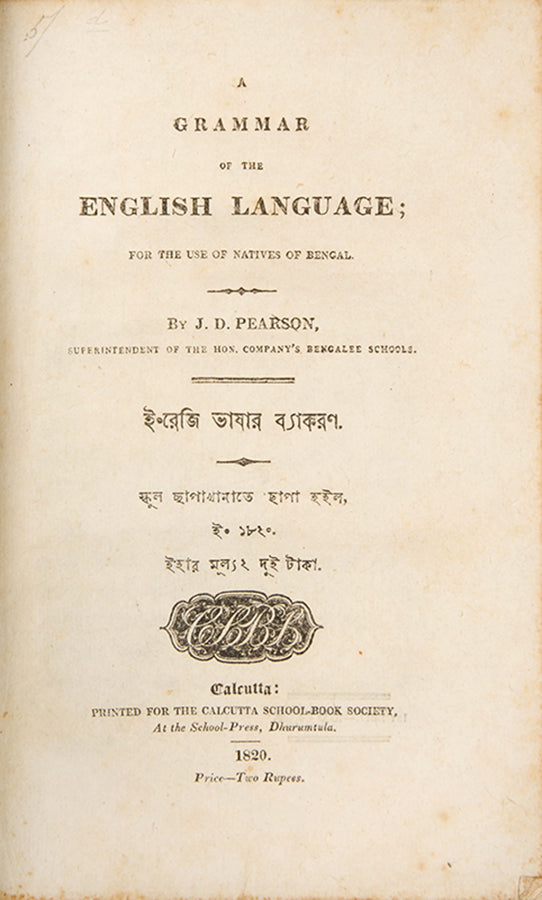 A
GRAMMAR
OF THE
ENGLISH LANGUAGE;
FOR THE USE OF NATIVES OF BENGAL.
BY J. D. PEARSON,
SUPERINTENDENT OF THE HON. COMPANY'S BENGALEE SCHOOLS.
ইংরেজি ভাষার ব্যাকরণ.
স্কুল ছাপাখানাতে ছাপা হইল,
ইং ১৮২০.
ইহার মূল্য ২ দুই টাকা.
Calcutta:
PRINTED FOR THE CALCUTTA SCHOOL-BOOK SOCIETY,
At the School-Press, Dhurumtula.
1820.
Price—Two Rupees.